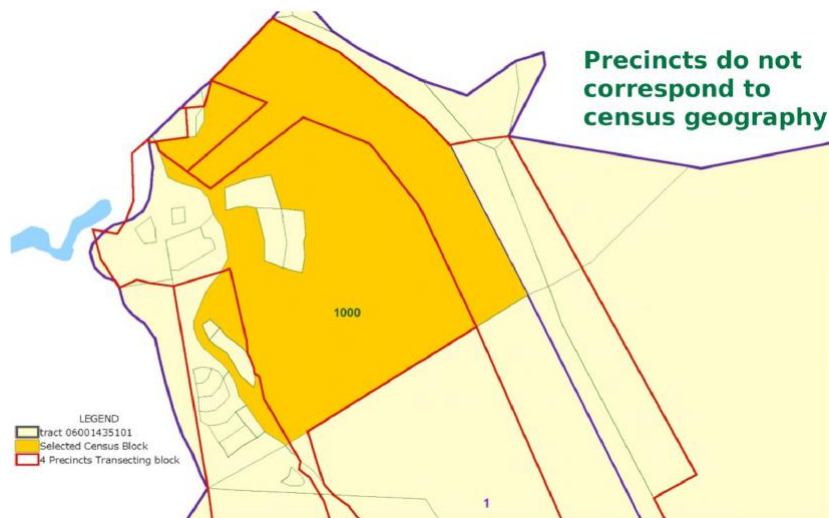 Precincts do not
correspond to
census geography
1000
LEGEND
tract 06001435101
Selected Census Block
4 Precincts Transecting block
1